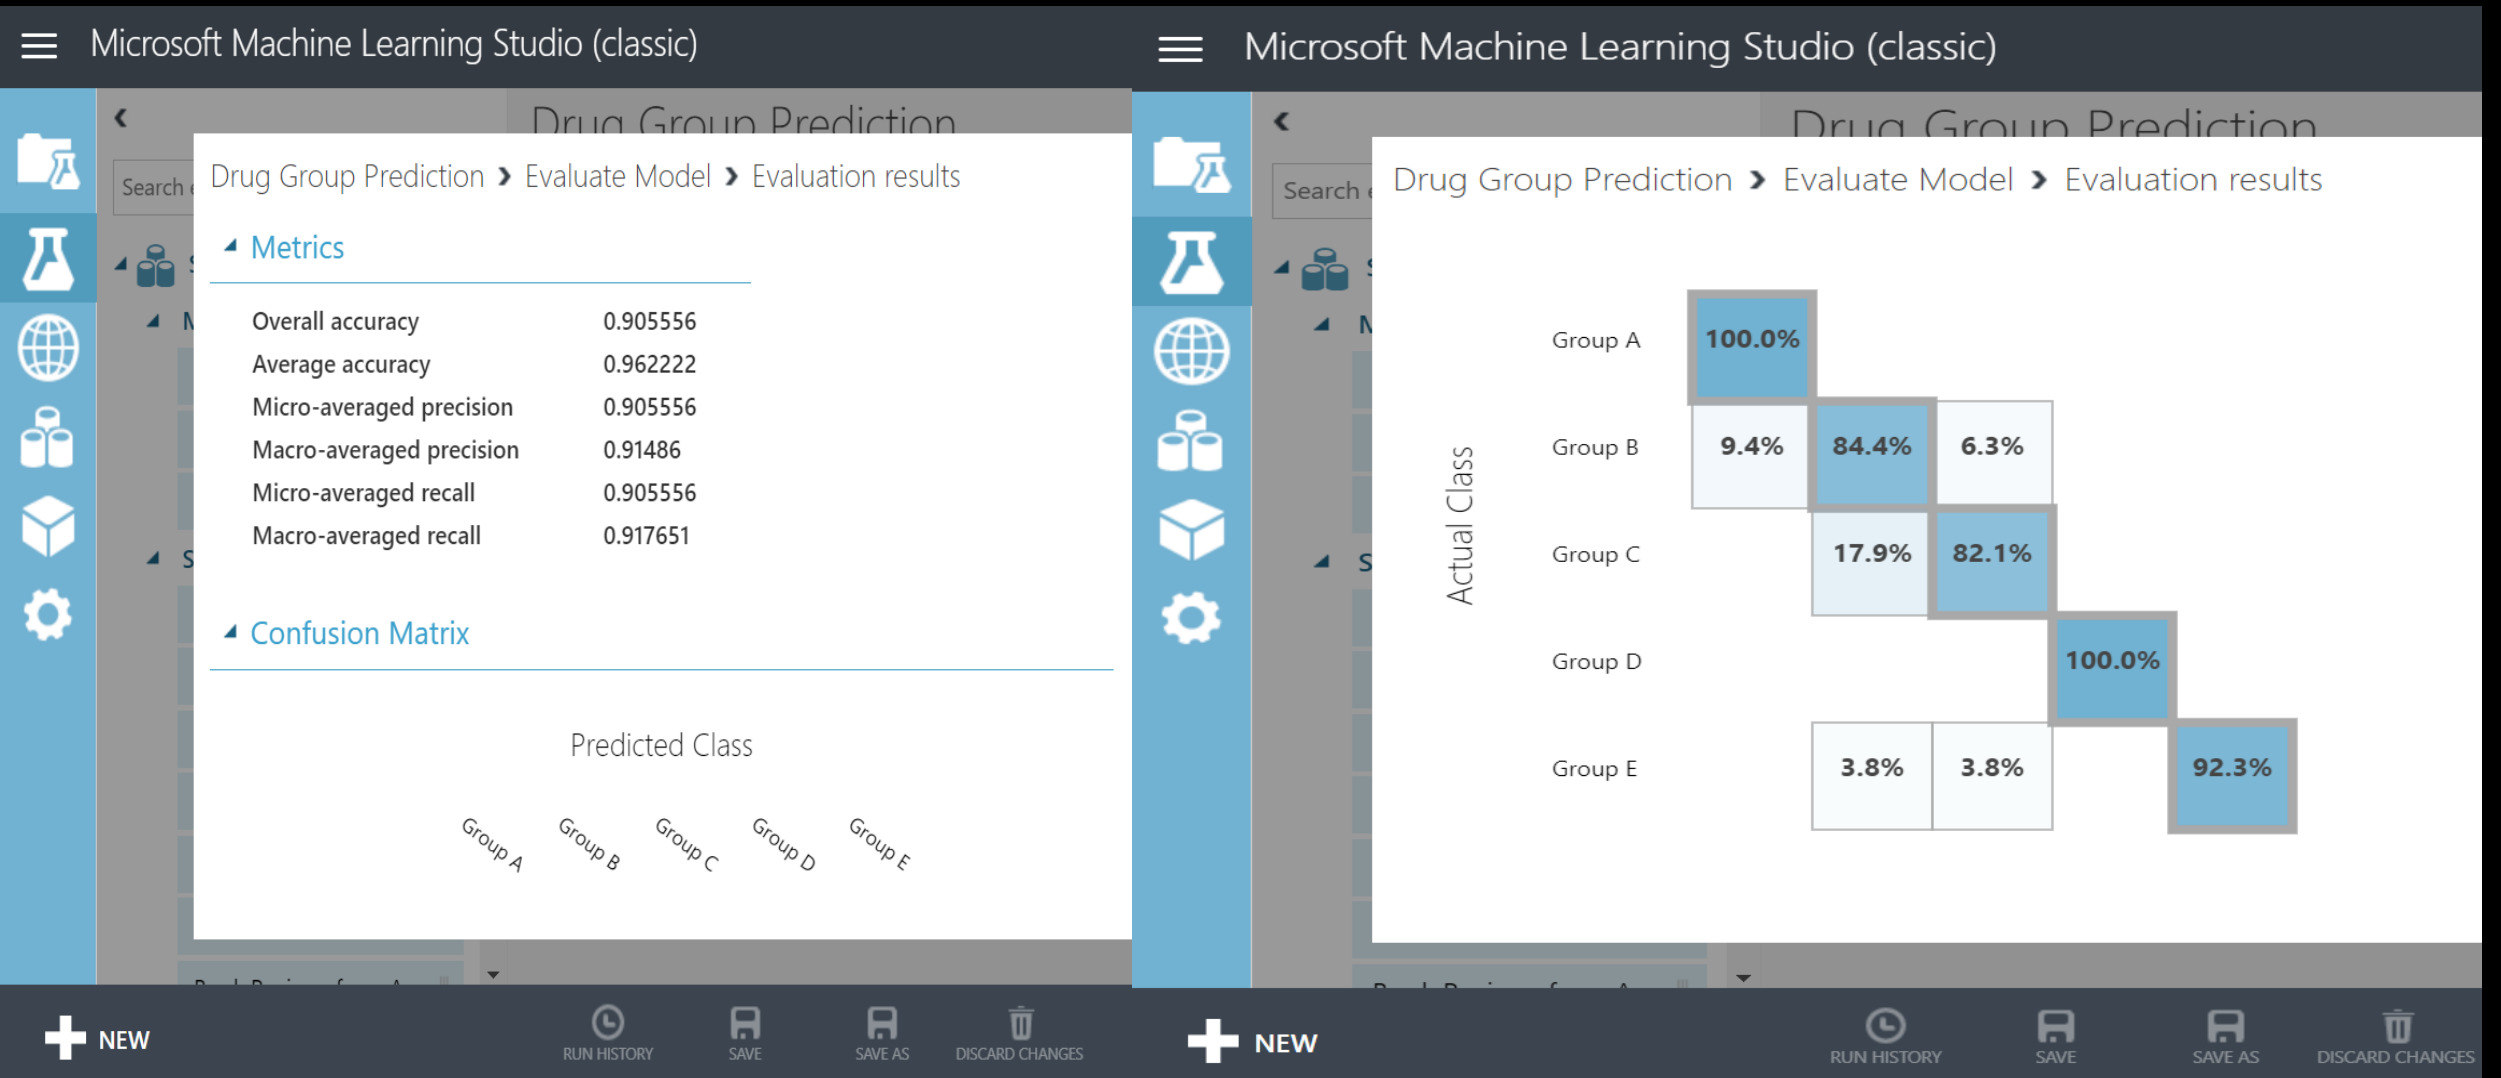 Microsoft Machine Learning Studio (classic)
Drug Group Prediction
Search
Drug Group Prediction > Evaluate Model > Evaluation results
Metrics
Overall accuracy 0.905556
Average accuracy 0.962222
Micro-averaged precision 0.905556
Macro-averaged precision 0.91486
Micro-averaged recall 0.905556
Macro-averaged recall 0.917651
Confusion Matrix
Predicted Class
Group A Group B Group C Group D Group E
NEW
RUN HISTORY SAVE SAVE AS DISCARD CHANGES
Microsoft Machine Learning Studio (classic)
Drug Group Prediction
Search
Drug Group Prediction > Evaluate Model > Evaluation results
Actual Class
Group A 100.0%
Group B 9.4% 84.4% 6.3%
Group C 17.9% 82.1%
Group D 100.0%
Group E 3.8% 3.8% 92.3%
NEW
RUN HISTORY SAVE SAVE AS DISCARD CHANGES